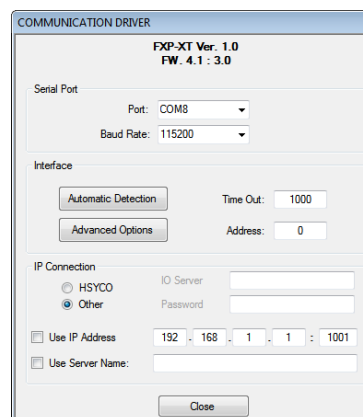 COMMUNICATION DRIVER
FXP-XT Ver. 1.0
FW. 4.1 : 3.0
Serial Port
Port: COM8
Baud Rate: 115200
Interface
Automatic Detection Time Out: 1000
Advanced Options Address: 0
IP Connection
HSYCO IO Server
Other Password
Use IP Address 192 . 168 . 1 . 1 : 1001
Use Server Name:
Close